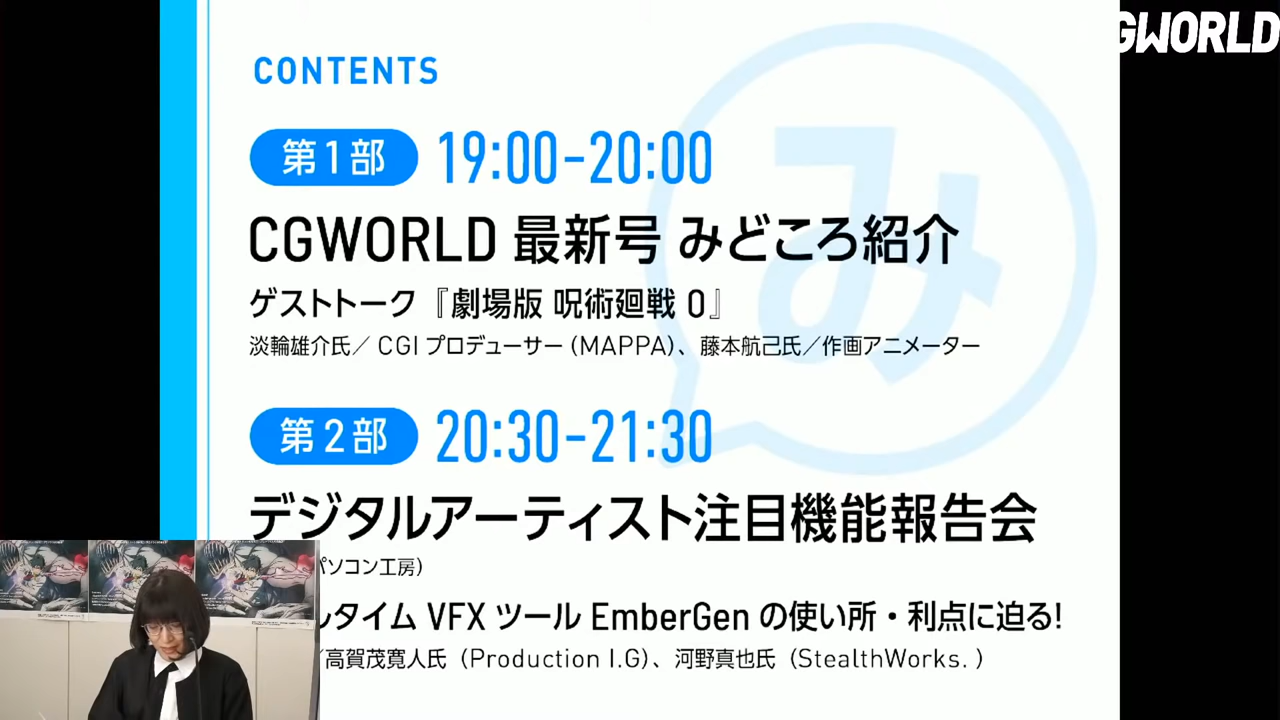 GWORLD
CONTENTS
第1部 19:00-20:00
CGWORLD 最新号 みどころ紹介
ゲストトーク『劇場版 呪術廻戦 0』
淡輪雄介氏／CGI プロデューサー (MAPPA)、藤本航己氏／作画アニメーター
み
第2部 20:30-21:30
デジタルアーティスト注目機能報告会
パソコン工房）
ルタイム VFX ツール EmberGen の使い所・利点に迫る!
/高賀茂寛人氏（Production I.G)、河野真也氏（StealthWorks. ）